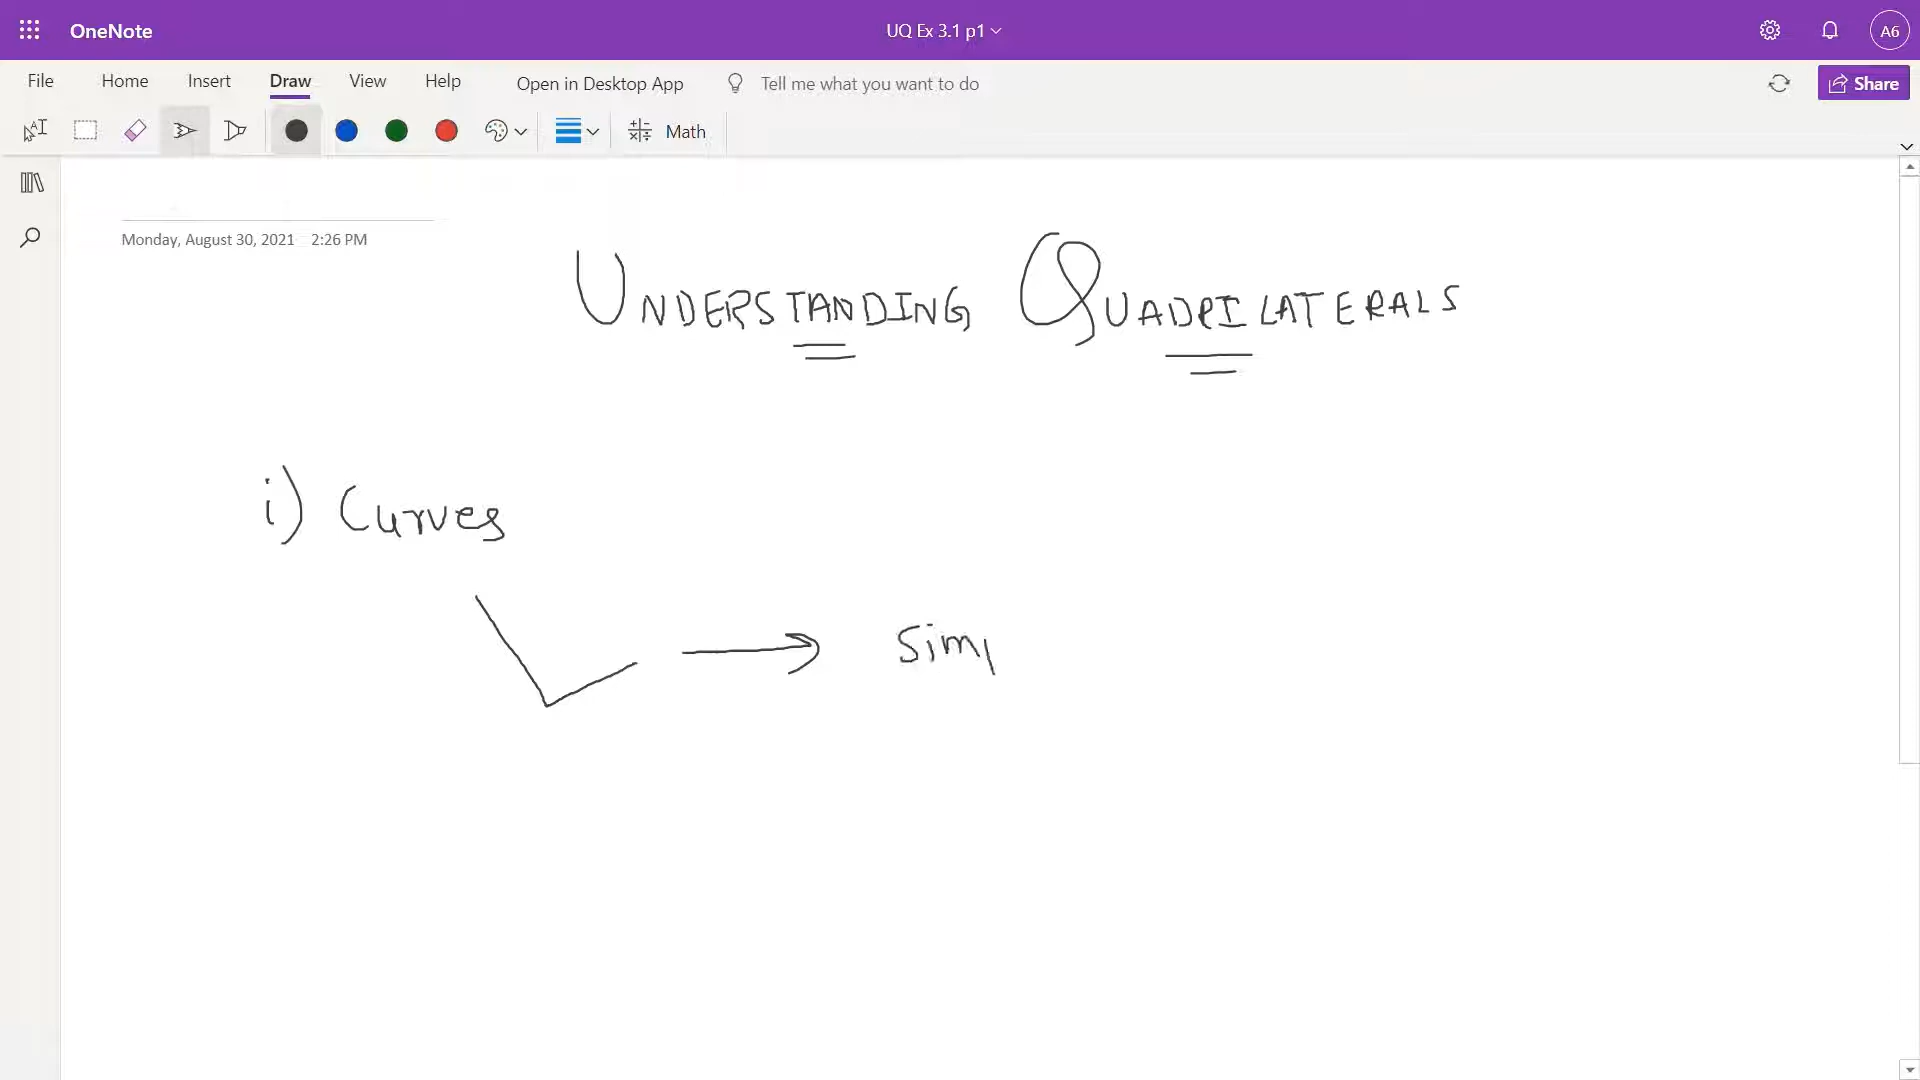 OneNote
UQ Ex 3.1 p1
A6
File Home Insert Draw View Help Open in Desktop App Tell me what you want to do
Share
Math
Monday, August 30, 2021 2:26 PM
UNDERSTANDING QUADRILATERALS
i) Curves
Sim